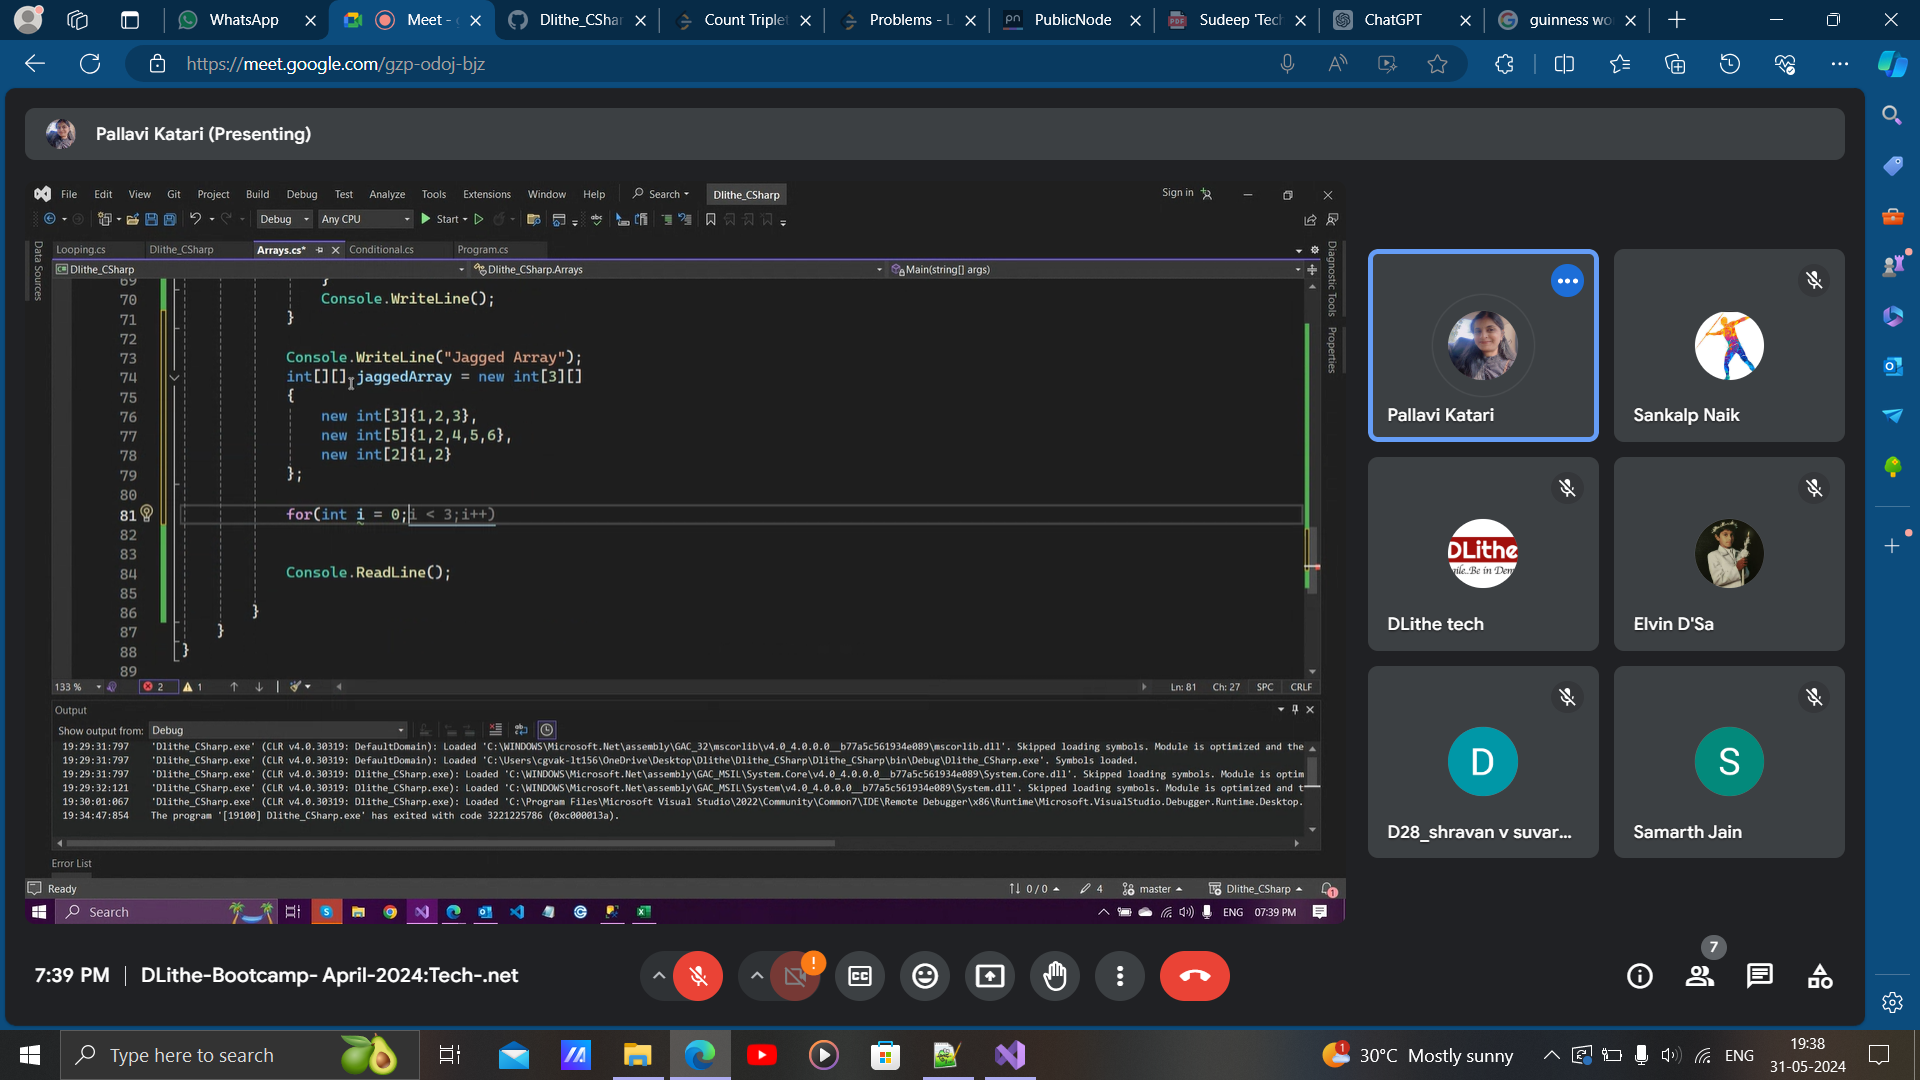 WhatsApp
Meet - g
Dlithe_CShar
Count Triplet
Problems - L
PublicNode
Sudeep 'Tech
ChatGPT
guinness wo
https://meet.google.com/gzp-odoj-bjz
Pallavi Katari (Presenting)
File Edit View Git Project Build Debug Test Analyze Tools Extensions Window Help Search Dlithe_CSharp Sign in
Debug Any CPU Start
Looping.cs Dlithe_CSharp Arrays.cs* Conditional.cs Program.cs
Dlithe_CSharp Dlithe_CSharp.Arrays Main(string[] args)
Data Sources
Diagnostic Tools
Properties
69 }
70 Console.WriteLine();
71 }
72
73 Console.WriteLine("Jagged Array");
74 int[][] jaggedArray = new int[3][]
75 {
76 new int[3]{1,2,3},
77 new int[5]{1,2,4,5,6},
78 new int[2]{1,2}
79 };
80
81 for(int i = 0;i < 3;i++)
82
83
84 Console.ReadLine();
85
86 }
87 }
88 }
89
133 % 2 1 Ln: 81 Ch: 27 SPC CRLF
Output
Show output from: Debug
19:29:31:797 'Dlithe_CSharp.exe' (CLR v4.0.30319: DefaultDomain): Loaded 'C:\WINDOWS\Microsoft.Net\assembly\GAC_32\mscorlib\v4.0_4.0.0.0__b77a5c561934e089\mscorlib.dll'. Skipped loading symbols. Module is optimized and the
19:29:31:797 'Dlithe_CSharp.exe' (CLR v4.0.30319: DefaultDomain): Loaded 'C:\Users\cgvak-lt156\OneDrive\Desktop\Dlithe\Dlithe_CSharp\Dlithe_CSharp\bin\Debug\Dlithe_CSharp.exe'. Symbols loaded.
19:29:31:797 'Dlithe_CSharp.exe' (CLR v4.0.30319: Dlithe_CSharp.exe): Loaded 'C:\WINDOWS\Microsoft.Net\assembly\GAC_MSIL\System.Core\v4.0_4.0.0.0__b77a5c561934e089\System.Core.dll'. Skipped loading symbols. Module is optim
19:29:32:121 'Dlithe_CSharp.exe' (CLR v4.0.30319: Dlithe_CSharp.exe): Loaded 'C:\WINDOWS\Microsoft.Net\assembly\GAC_MSIL\System\v4.0_4.0.0.0__b77a5c561934e089\System.dll'. Skipped loading symbols. Module is optimized and t
19:30:01:067 'Dlithe_CSharp.exe' (CLR v4.0.30319: Dlithe_CSharp.exe): Loaded 'C:\Program Files\Microsoft Visual Studio\2022\Community\Common7\IDE\Remote Debugger\x86\Runtime\Microsoft.VisualStudio.Debugger.Runtime.Desktop.
19:34:47:854 The program '[19100] Dlithe_CSharp.exe' has exited with code 3221225786 (0xc000013a).
Error List
Ready 0 / 0 4 master Dlithe_CSharp 1
Search ENG 07:39 PM
Pallavi Katari
Sankalp Naik
DLithe
DLithe tech
Elvin D'Sa
D
D28_shravan v suvar...
S
Samarth Jain
7:39 PM | DLithe-Bootcamp- April-2024:Tech-.net
!
CC
7
Type here to search
1
30°C Mostly sunny
ENG
19:38
31-05-2024